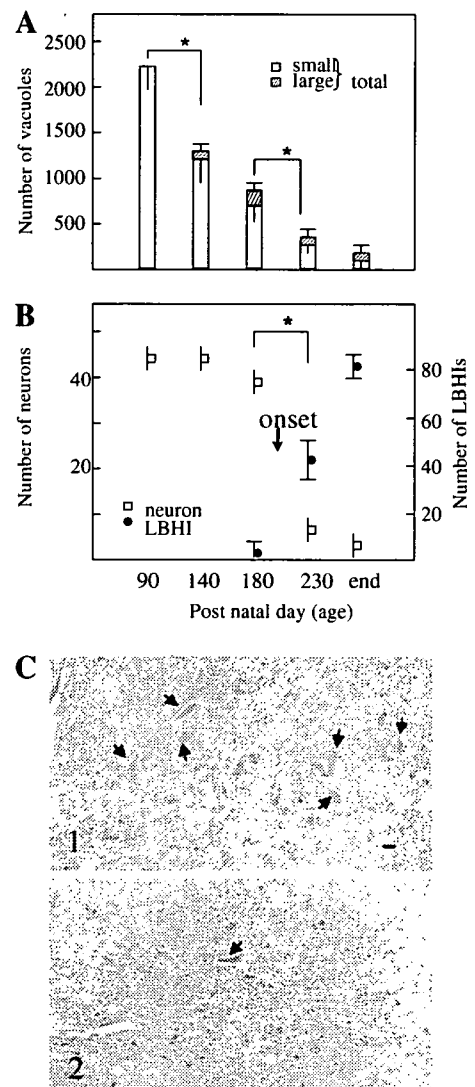 A
2500
2000
1500
1000
500
Number of vacuoles
*
*
small
large} total
B
40
20
Number of neurons
*
onset
neuron
LBHI
80
60
40
20
Number of LBHIs
90 140 180 230 end
Post natal day (age)
C
1
2